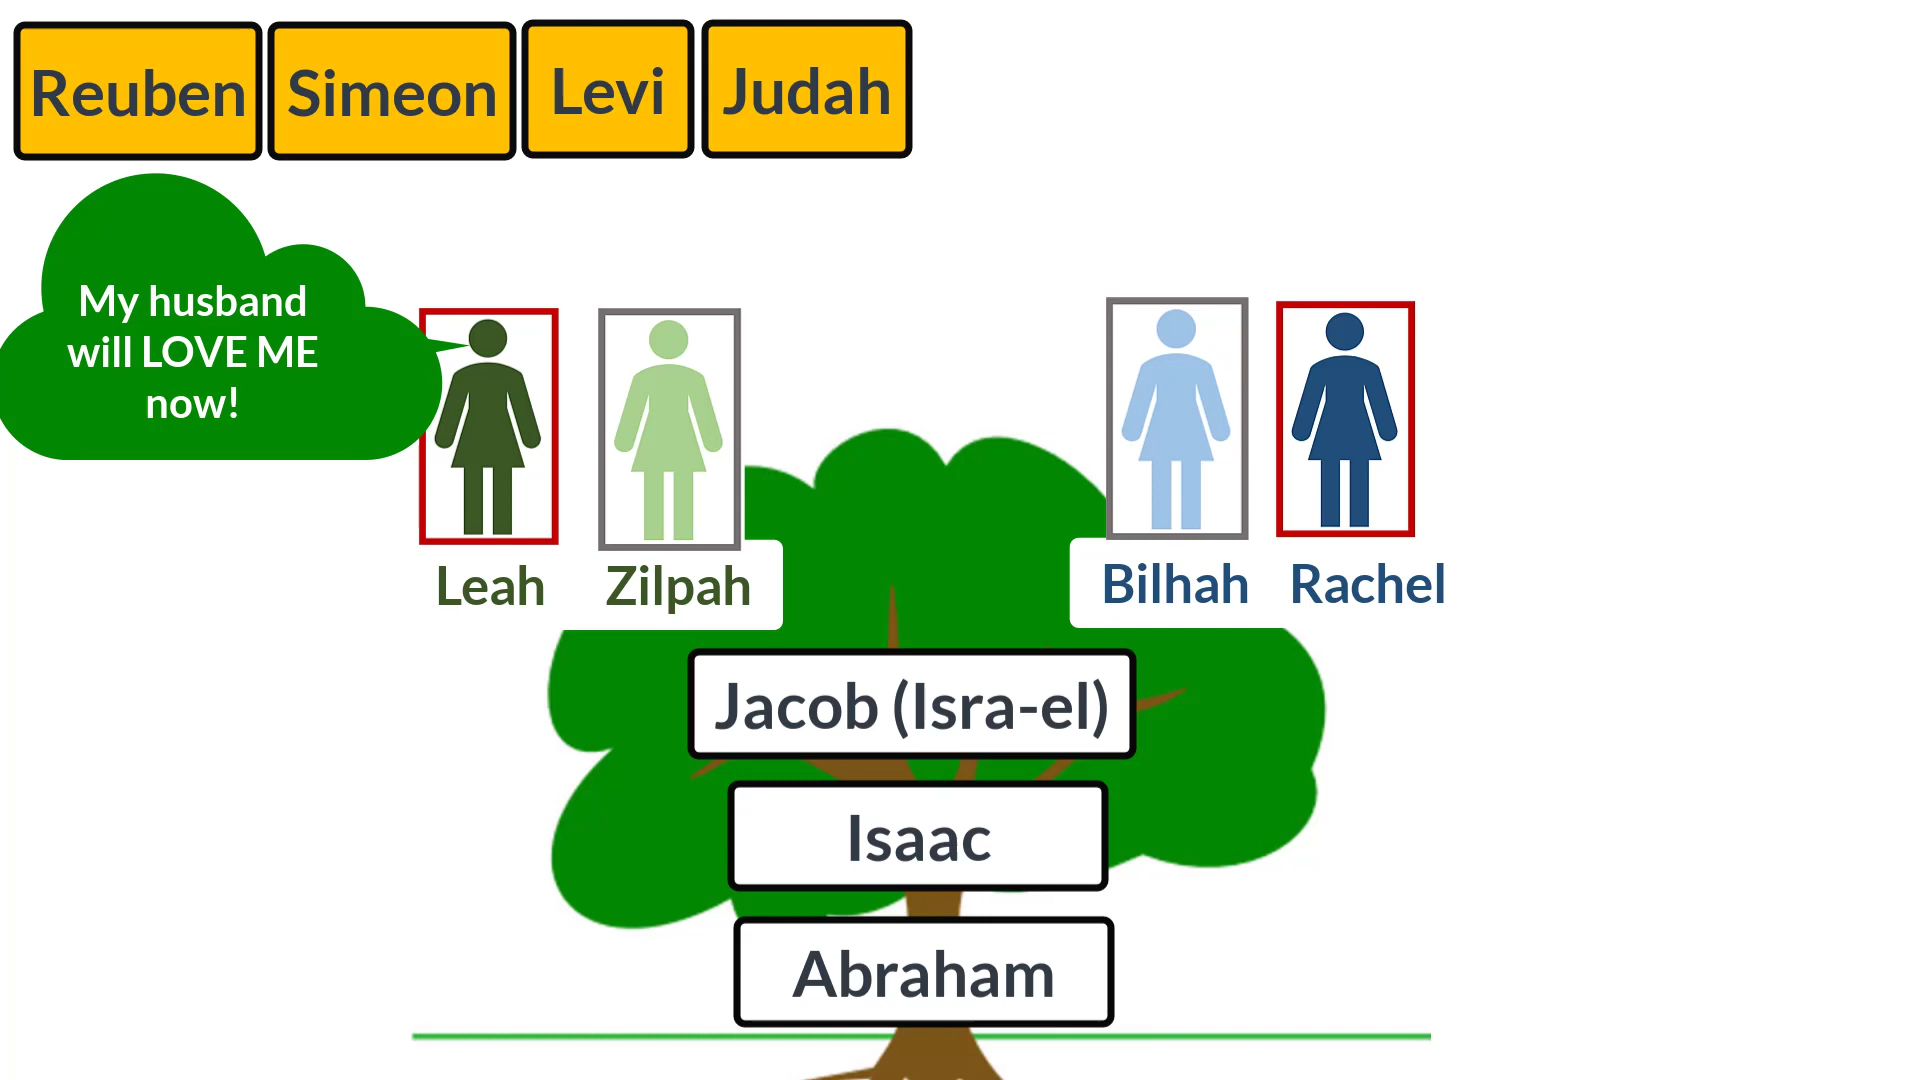 Reuben Simeon Levi Judah
My husband
will LOVE ME
now!
Leah Zilpah Bilhah Rachel
Jacob (Isra-el)
Isaac
Abraham